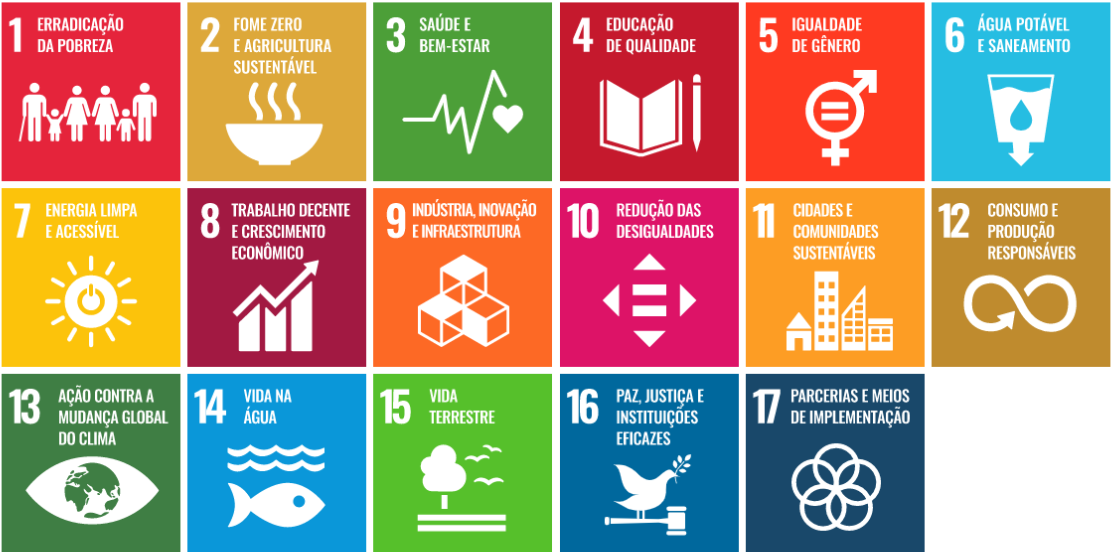 1 ERRADICAÇÃO
DA POBREZA
2 FOME ZERO
E AGRICULTURA
SUSTENTÁVEL
3 SAÚDE E
BEM-ESTAR
4 EDUCAÇÃO
DE QUALIDADE
5 IGUALDADE
DE GÊNERO
6 ÁGUA POTÁVEL
E SANEAMENTO
7 ENERGIA LIMPA
E ACESSÍVEL
8 TRABALHO DECENTE
E CRESCIMENTO
ECONÔMICO
9 INDÚSTRIA, INOVAÇÃO
E INFRAESTRUTURA
10 REDUÇÃO DAS
DESIGUALDADES
11 CIDADES E
COMUNIDADES
SUSTENTÁVEIS
12 CONSUMO E
PRODUÇÃO
RESPONSÁVEIS
13 AÇÃO CONTRA A
MUDANÇA GLOBAL
DO CLIMA
14 VIDA NA
ÁGUA
15 VIDA
TERRESTRE
16 PAZ, JUSTIÇA E
INSTITUIÇÕES
EFICAZES
17 PARCERIAS E MEIOS
DE IMPLEMENTAÇÃO